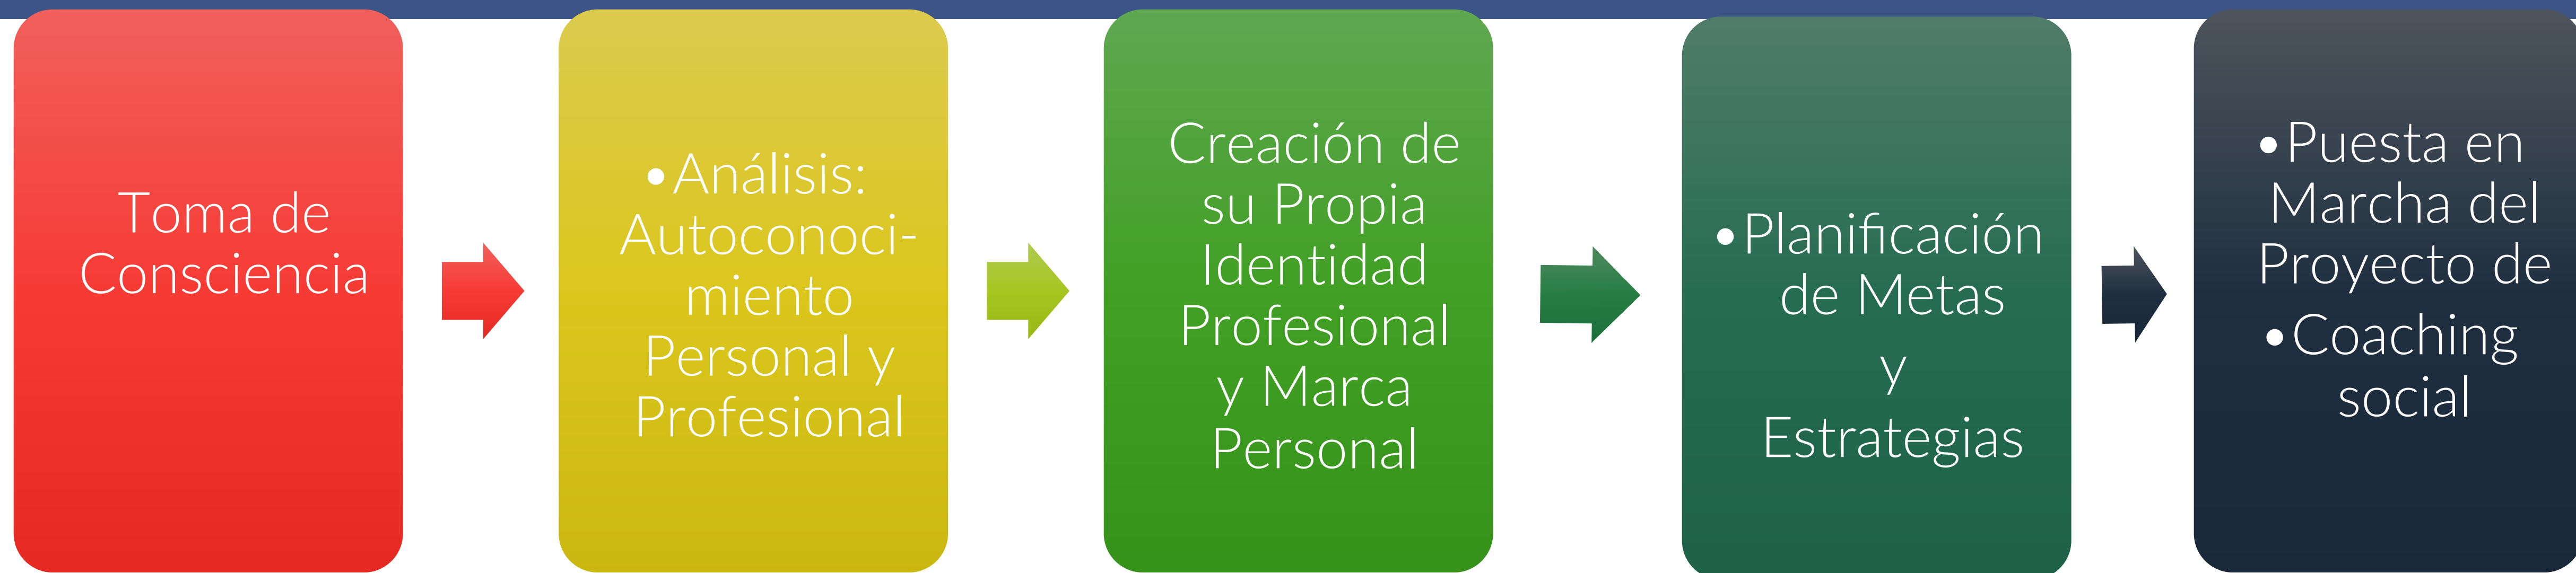 Toma de
Consciencia
•Análisis:
Autoconoci-
miento
Personal y
Profesional
Creación de
su Propia
Identidad
Profesional
y Marca
Personal
•Planificación
de Metas
y
Estrategias
•Puesta en
Marcha del
Proyecto de
•Coaching
social